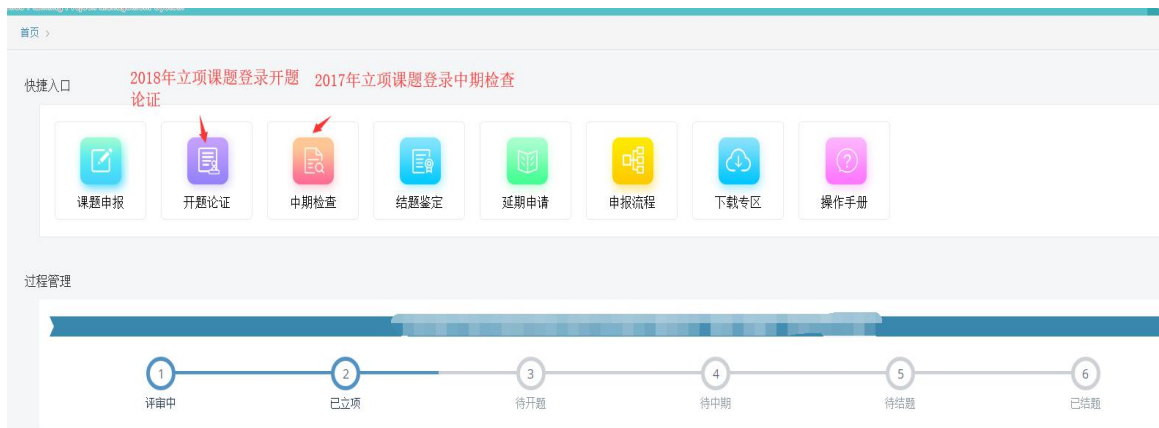 首页 >
快捷入口
2018年立项课题登录开题
论证
2017年立项课题登录中期检查
课题申报
开题论证
中期检查
结题鉴定
延期申请
申报流程
下载专区
操作手册
过程管理
1
2
3
4
5
6
评审中
已立项
待开题
待中期
待结题
已结题